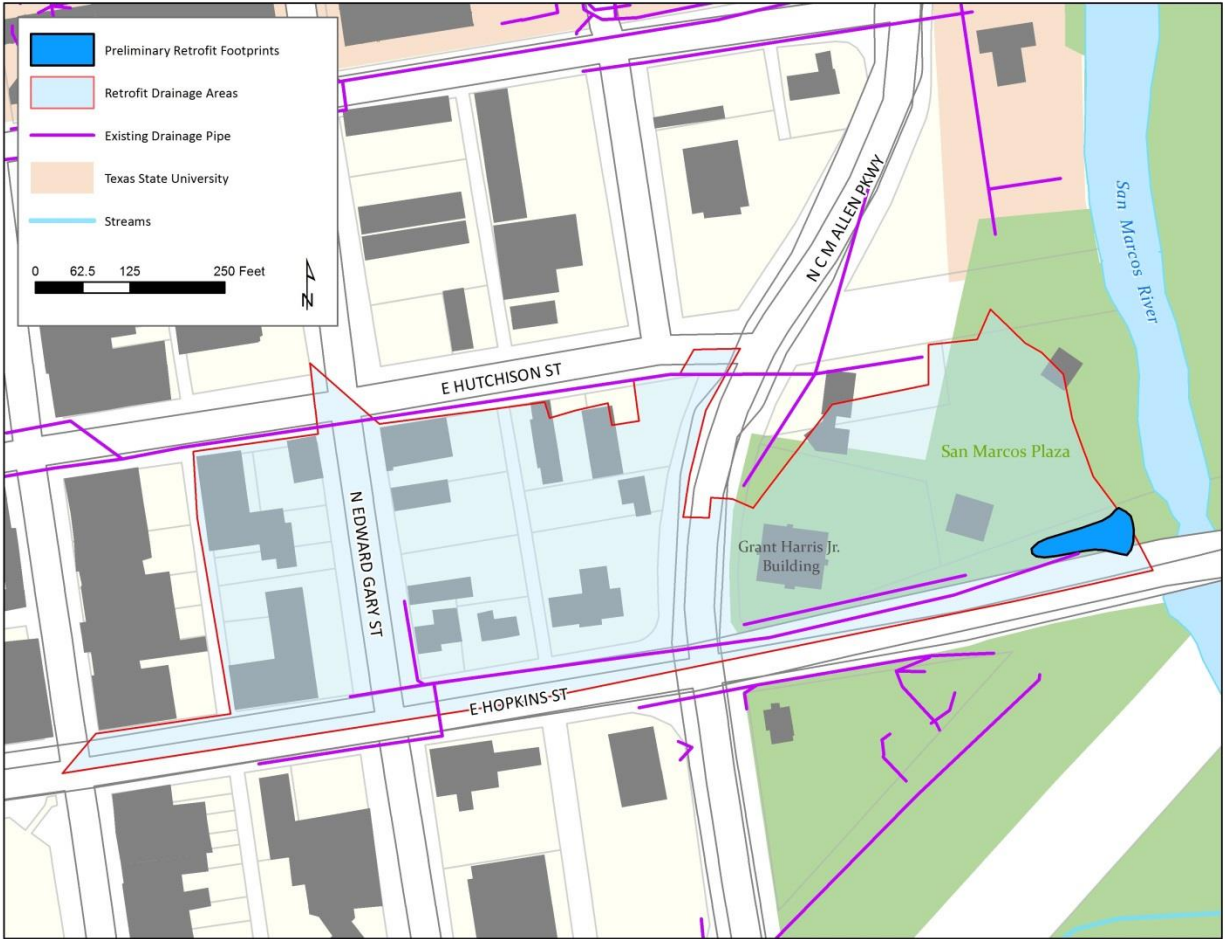 Preliminary Retrofit Footprints
Retrofit Drainage Areas
Existing Drainage Pipe
Texas State University
Streams
0 62.5 125 250 Feet
N
N C M ALLEN PKWY
San Marcos River
E HUTCHISON ST
San Marcos Plaza
N EDWARD GARY ST
Grant Harris Jr.
Building
E HOPKINS ST